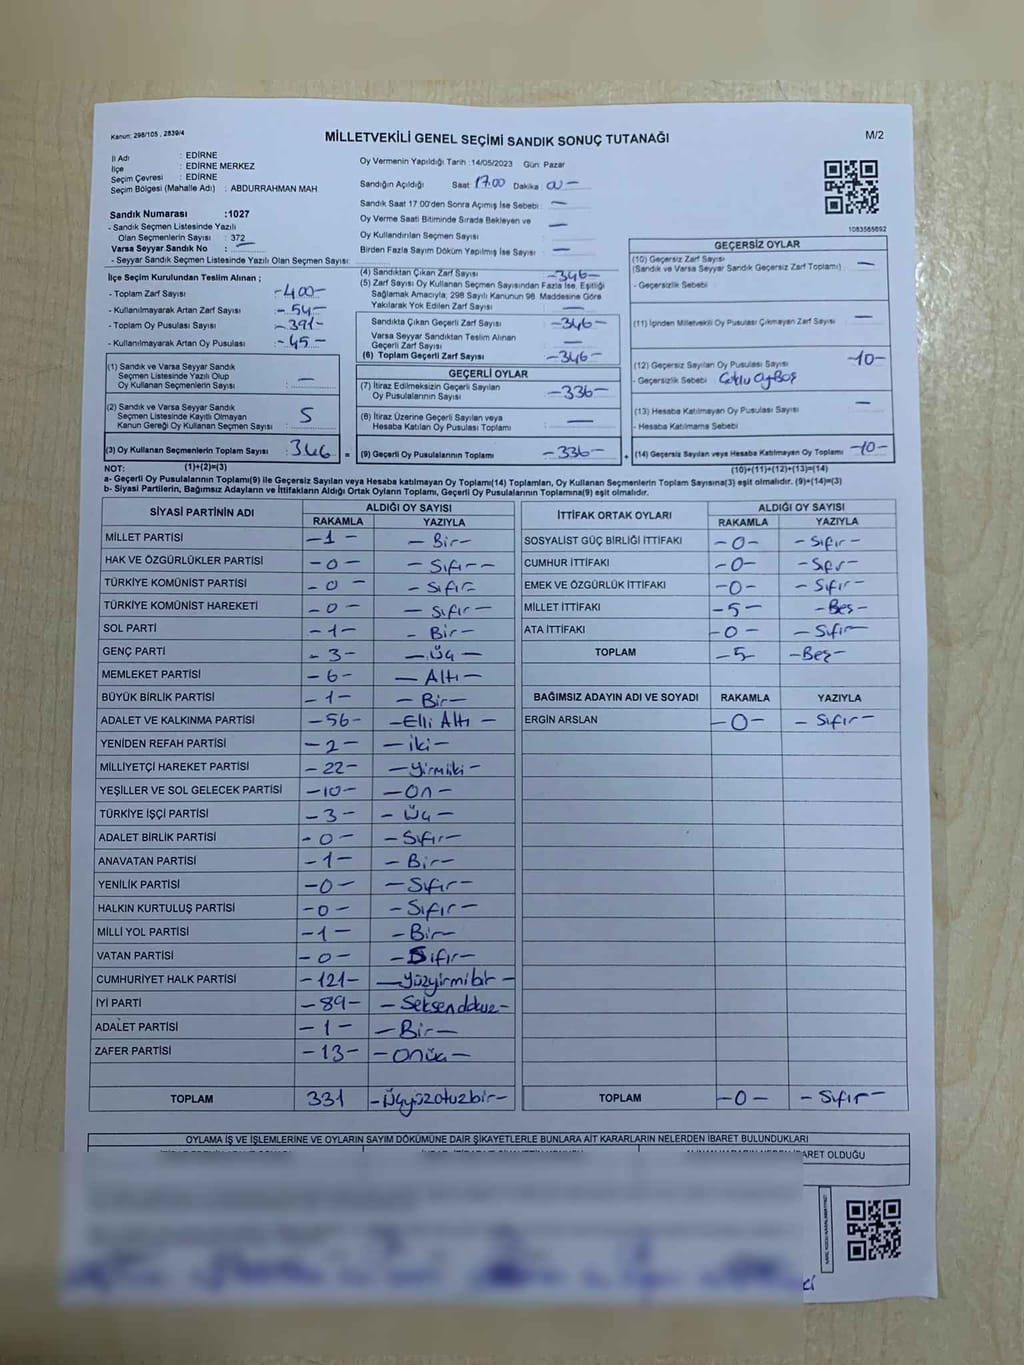 Kanun: 298/105 , 2839/4
MİLLETVEKİLİ GENEL SEÇİMİ SANDIK SONUÇ TUTANAĞI
M/2
İl Adı : EDİRNE
İlçe : EDİRNE MERKEZ
Seçim Çevresi : EDİRNE
Seçim Bölgesi (Mahalle Adı) : ABDURRAHMAN MAH.
Sandık Numarası :1027
- Sandık Seçmen Listesinde Yazılı
Olan Seçmenlerin Sayısı : 372
Varsa Seyyar Sandık No :
- Seyyar Sandık Seçmen Listesinde Yazılı Olan Seçmen Sayısı:
Oy Vermenin Yapıldığı Tarih :14/05/2023 Gün: Pazar
Sandığın Açıldığı Saat: 17.00 Dakika :
Sandık Saat 17.00'den Sonra Açımış İse Sebebi : —
Oy Verme Saati Bitiminde Sırada Bekleyen ve
Oy Kullandırılan Seçmen Sayısı : —
Birden Fazla Sayım Döküm Yapılmış İse Sayısı : —
1083565692
İlçe Seçim Kurulundan Teslim Alınan ;
- Toplam Zarf Sayısı -400-
- Kullanılmayarak Artan Zarf Sayısı - 54-
- Toplam Oy Pusulası Sayısı - 391-
- Kullanılmayarak Artan Oy Pusulası -45-
(1) Sandık ve Varsa Seyyar Sandık
Seçmen Listesinde Yazılı Olup
Oy Kullanan Seçmenlerin Sayısı : —
(2) Sandık ve Varsa Seyyar Sandık
Seçmen Listesinde Kayıtlı Olmayan
Kanun Gereği Oy Kullanan Seçmen Sayısı : 5
(3) Oy Kullanan Seçmenlerin Toplam Sayısı : 346 =
(4) Sandıktan Çıkan Zarf Sayısı -346-
(5) Zarf Sayısı Oy Kullanan Seçmen Sayısından Fazla İse, Eşitliği
Sağlamak Amacıyla; 298 Sayılı Kanunun 98. Maddesine Göre
Yakılarak Yok Edilen Zarf Sayısı —
Sandıkta Çıkan Geçerli Zarf Sayısı -346-
Varsa Seyyar Sandıktan Teslim Alınan
Geçerli Zarf Sayısı —
(6) Toplam Geçerli Zarf Sayısı -346-
GEÇERLİ OYLAR
(7) İtiraz Edilmeksizin Geçerli Sayılan
Oy Pusulalarının Sayısı -336-
(8) İtiraz Üzerine Geçerli Sayılan veya
Hesaba Katılan Oy Pusulası Toplamı —
(9) Geçerli Oy Pusulalarının Toplamı -336- +
GEÇERSİZ OYLAR
(10) Geçersiz Zarf Sayısı
(Sandık ve Varsa Seyyar Sandık Geçersiz Zarf Toplamı) —
- Geçersizlik Sebebi
(11) İçinden Milletvekili Oy Pusulası Çıkmayan Zarf Sayısı —
(12) Geçersiz Sayılan Oy Pusulası Sayısı -10-
- Geçersizlik Sebebi
(13) Hesaba Katılmayan Oy Pusulası Sayısı —
- Hesaba Katılmama Sebebi
(14) Geçersiz Sayılan veya Hesaba Katılmayan Oy Toplamı -10-
NOT: (1)+(2)=(3) (10)+(11)+(12)+(13)=(14)
a- Geçerli Oy Pusulalarının Toplamı(9) ile Geçersiz Sayılan veya Hesaba katılmayan Oy Toplamı(14) Toplamları, Oy Kullanan Seçmenlerin Toplam Sayısına(3) eşit olmalıdır. (9)+(14)=(3)
b- Siyasi Partilerin, Bağımsız Adayların ve İttifakların Aldığı Ortak Oyların Toplamı, Geçerli Oy Pusulalarının Toplamına(9) eşit olmalıdır.
SİYASİ PARTİNİN ADI ALDIĞI OY SAYISI
RAKAMLA YAZIYLA
MİLLET PARTİSİ -1- - Bir -
HAK VE ÖZGÜRLÜKLER PARTİSİ -0- - Sıfır -
TÜRKİYE KOMÜNİST PARTİSİ -0- - Sıfır
TÜRKİYE KOMÜNİST HAREKETİ -0- - Sıfır -
SOL PARTİ -1- - Bir -
GENÇ PARTİ -3- - Üç -
MEMLEKET PARTİSİ -6- - Altı -
BÜYÜK BİRLİK PARTİSİ -1- - Bir -
ADALET VE KALKINMA PARTİSİ -56- - Elli Altı -
YENİDEN REFAH PARTİSİ -2- - iki -
MİLLİYETÇİ HAREKET PARTİSİ -22- - Yirmiiki -
YEŞİLLER VE SOL GELECEK PARTİSİ -10- - On -
TÜRKİYE İŞÇİ PARTİSİ -3- - Üç -
ADALET BİRLİK PARTİSİ -0- - Sıfır -
ANAVATAN PARTİSİ -1- - Bir -
YENİLİK PARTİSİ -0- - Sıfır -
HALKIN KURTULUŞ PARTİSİ -0- - Sıfır -
MİLLİ YOL PARTİSİ -1- - Bir -
VATAN PARTİSİ -0- - Sıfır -
CUMHURİYET HALK PARTİSİ -121- - Yüzyirmibir -
İYİ PARTİ -89- - Seksendokuz -
ADALET PARTİSİ -1- - Bir -
ZAFER PARTİSİ -13- - Onüç -
TOPLAM 331 - Üçyüzotuzbir -
İTTİFAK ORTAK OYLARI ALDIĞI OY SAYISI
RAKAMLA YAZIYLA
SOSYALİST GÜÇ BİRLİĞİ İTTİFAKI -0- - Sıfır -
CUMHUR İTTİFAKI -0- - Sıfır -
EMEK VE ÖZGÜRLÜK İTTİFAKI -0- - Sıfır -
MİLLET İTTİFAKI -5- - Beş -
ATA İTTİFAKI -0- - Sıfır -
TOPLAM -5- - Beş -
BAĞIMSIZ ADAYIN ADI VE SOYADI RAKAMLA YAZIYLA
ERGİN ARSLAN -0- - Sıfır -
TOPLAM -0- - Sıfır -
OYLAMA İŞ VE İŞLEMLERİNE VE OYLARIN SAYIM DÖKÜMÜNE DAİR ŞİKAYETLERLE BUNLARA AİT KARARLARIN NELERDEN İBARET BULUNDUKLARI
İBARET OLDUĞU